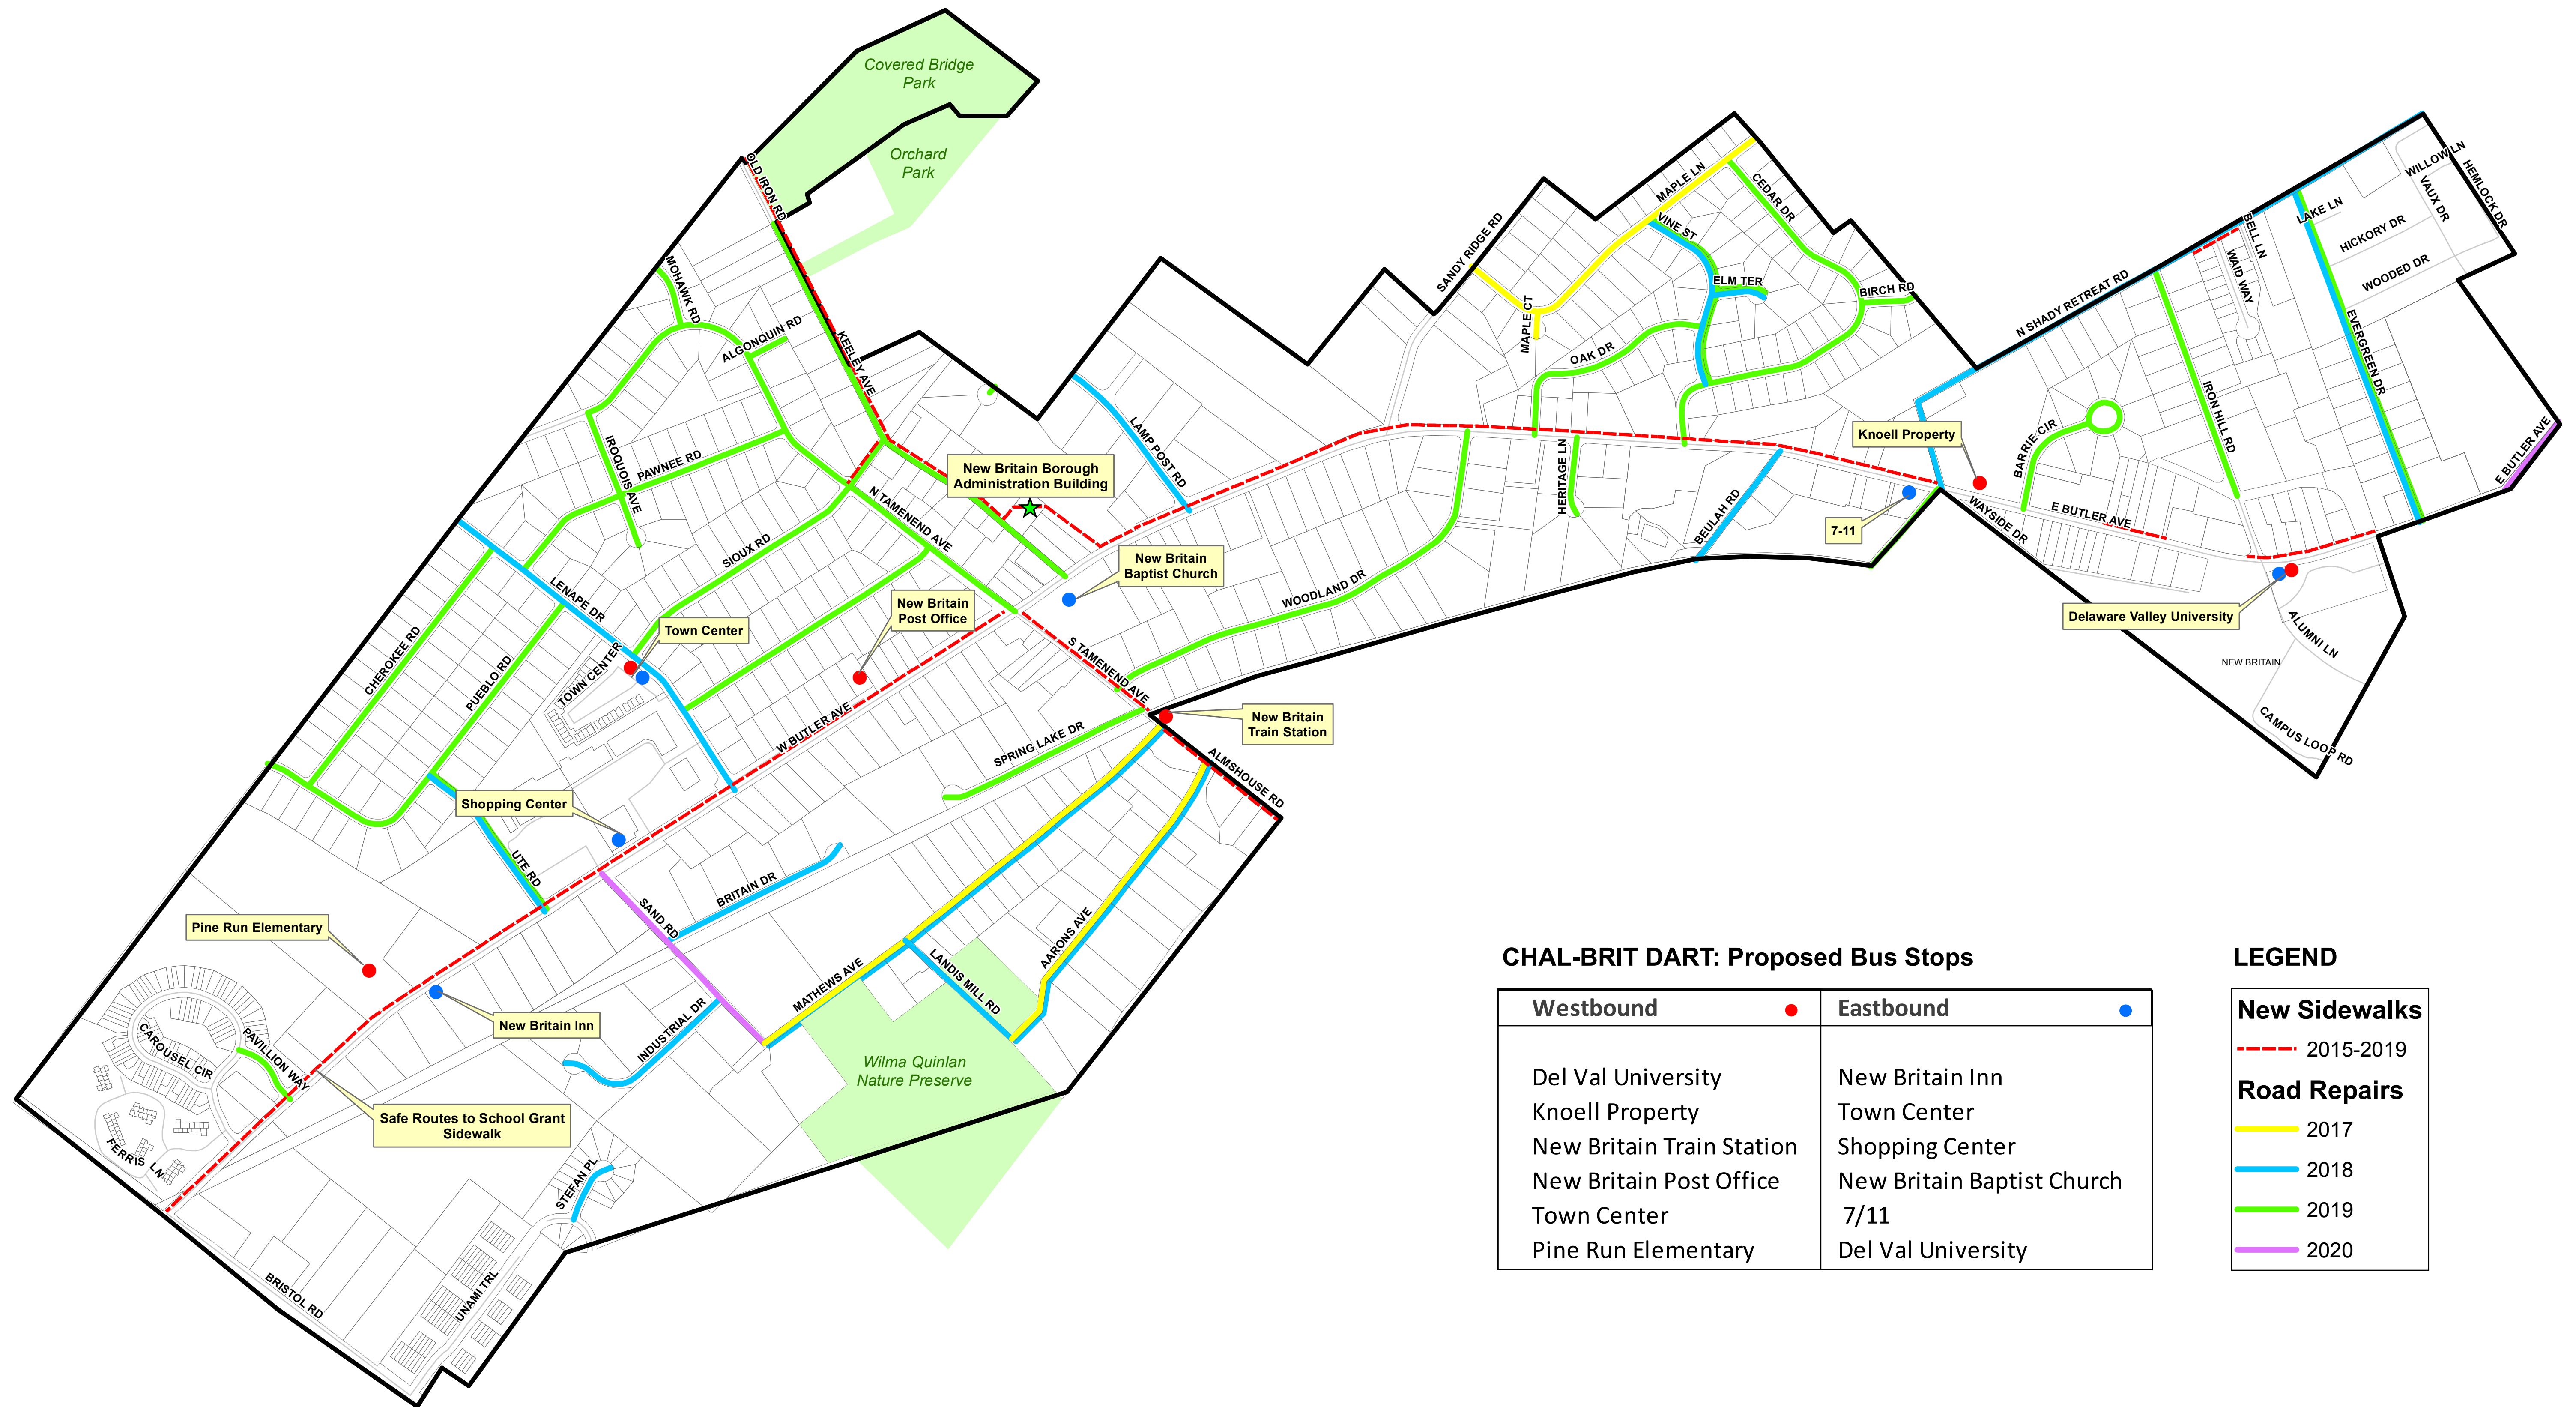 Covered Bridge
Park
Orchard
Park
OLD IRON RD
MOHAWK RD
ALGONQUIN RD
KEELEY AVE
IROQUOIS AVE
PAWNEE RD
SIOUX RD
N TAMENEND AVE
LENAPE DR
CHEROKEE RD
PUEBLO RD
TOWN CENTER
UTE RD
W BUTLER AVE
New Britain Borough
Administration Building
New Britain
Baptist Church
New Britain
Post Office
Town Center
Shopping Center
Pine Run Elementary
New Britain Inn
Safe Routes to School Grant
Sidewalk
New Britain
Train Station
LAMP POST RD
SANDY RIDGE RD
MAPLE LN
MAPLE CT
VINE ST
ELM TER
CEDAR DR
BIRCH RD
OAK DR
HERITAGE LN
WOODLAND DR
BEULAH RD
S TAMENEND AVE
SPRING LAKE DR
ALMSHOUSE RD
AARONS AVE
MATHEWS AVE
LANDIS MILL RD
BRITAIN DR
SAND RD
INDUSTRIAL DR
Wilma Quinlan
Nature Preserve
CAROUSEL CIR
PAVILLION WAY
FERRIS LN
STEFAN PL
UNAMI TRL
BRISTOL RD
Knoell Property
7-11
N SHADY RETREAT RD
BARRIE CIR
IRON HILL RD
BELL LN
WAID WAY
LAKE LN
HICKORY DR
WOODED DR
WILLOW LN
VAUX DR
HEMLOCK DR
EVERGREEN DR
E BUTLER AVE
E BUTLER AVE
WAYSIDE DR
Delaware Valley University
ALUMNI LN
NEW BRITAIN
CAMPUS LOOP RD
CHAL-BRIT DART: Proposed Bus Stops
Westbound
Eastbound
Del Val University
New Britain Inn
Knoell Property
Town Center
New Britain Train Station
Shopping Center
New Britain Post Office
New Britain Baptist Church
Town Center
7/11
Pine Run Elementary
Del Val University
LEGEND
New Sidewalks
2015-2019
Road Repairs
2017
2018
2019
2020